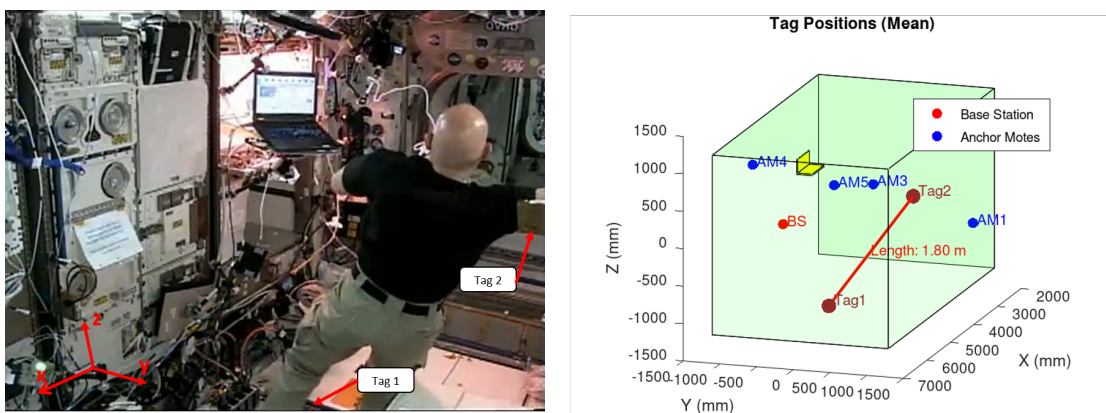 Tag 2
Tag 1
z
x
y
Tag Positions (Mean)
Base Station
Anchor Motes
AM4
AM5
AM3
Tag2
BS
AM1
Length: 1.80 m
Tag1
1500
1000
500
0
-500
-1000
-1500
Z (mm)
-1500
-1000
-500
0
500
1000
1500
Y (mm)
2000
3000
4000
5000
6000
7000
X (mm)